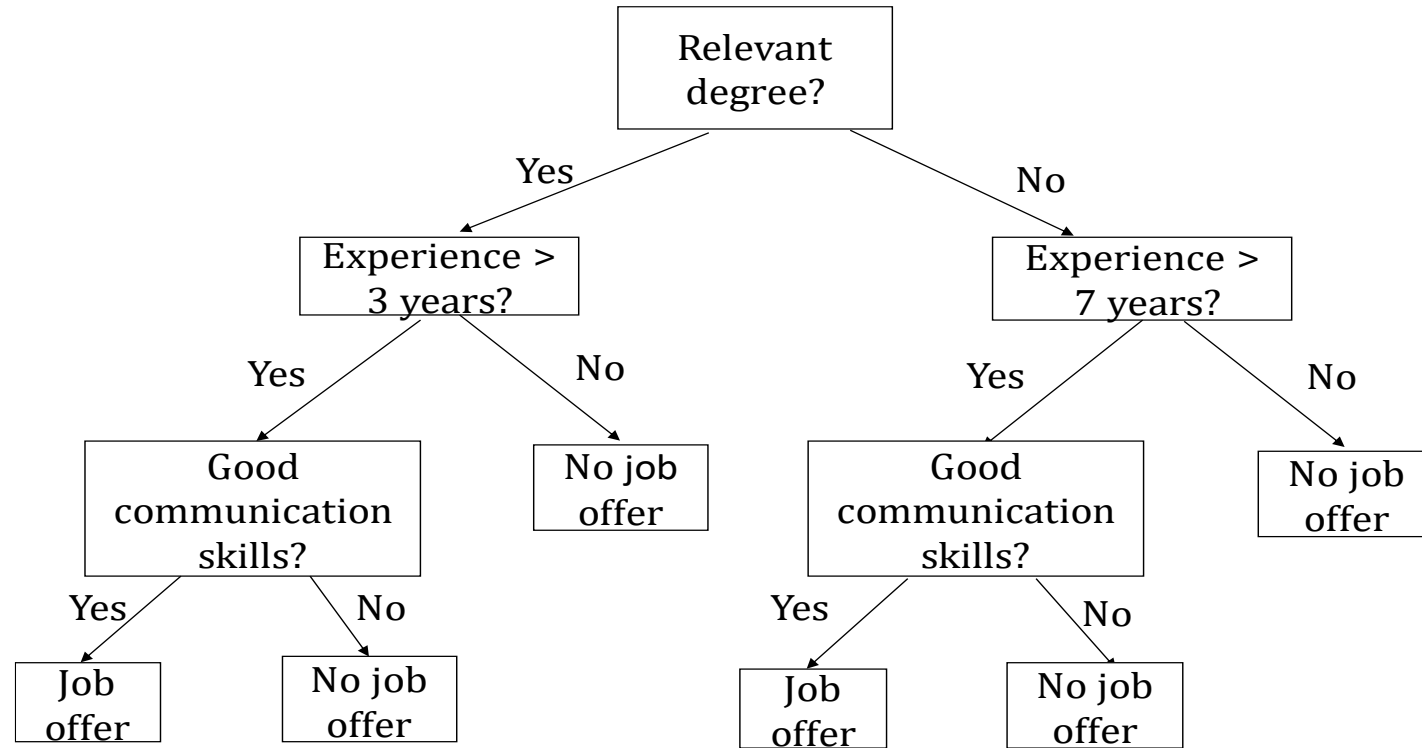 Relevant
degree?
Yes
No
Experience >
3 years?
Experience >
7 years?
Yes
No
Yes
No
Good
communication
skills?
No job
offer
Good
communication
skills?
No job
offer
Yes
No
Yes
No
Job
offer
No job
offer
Job
offer
No job
offer